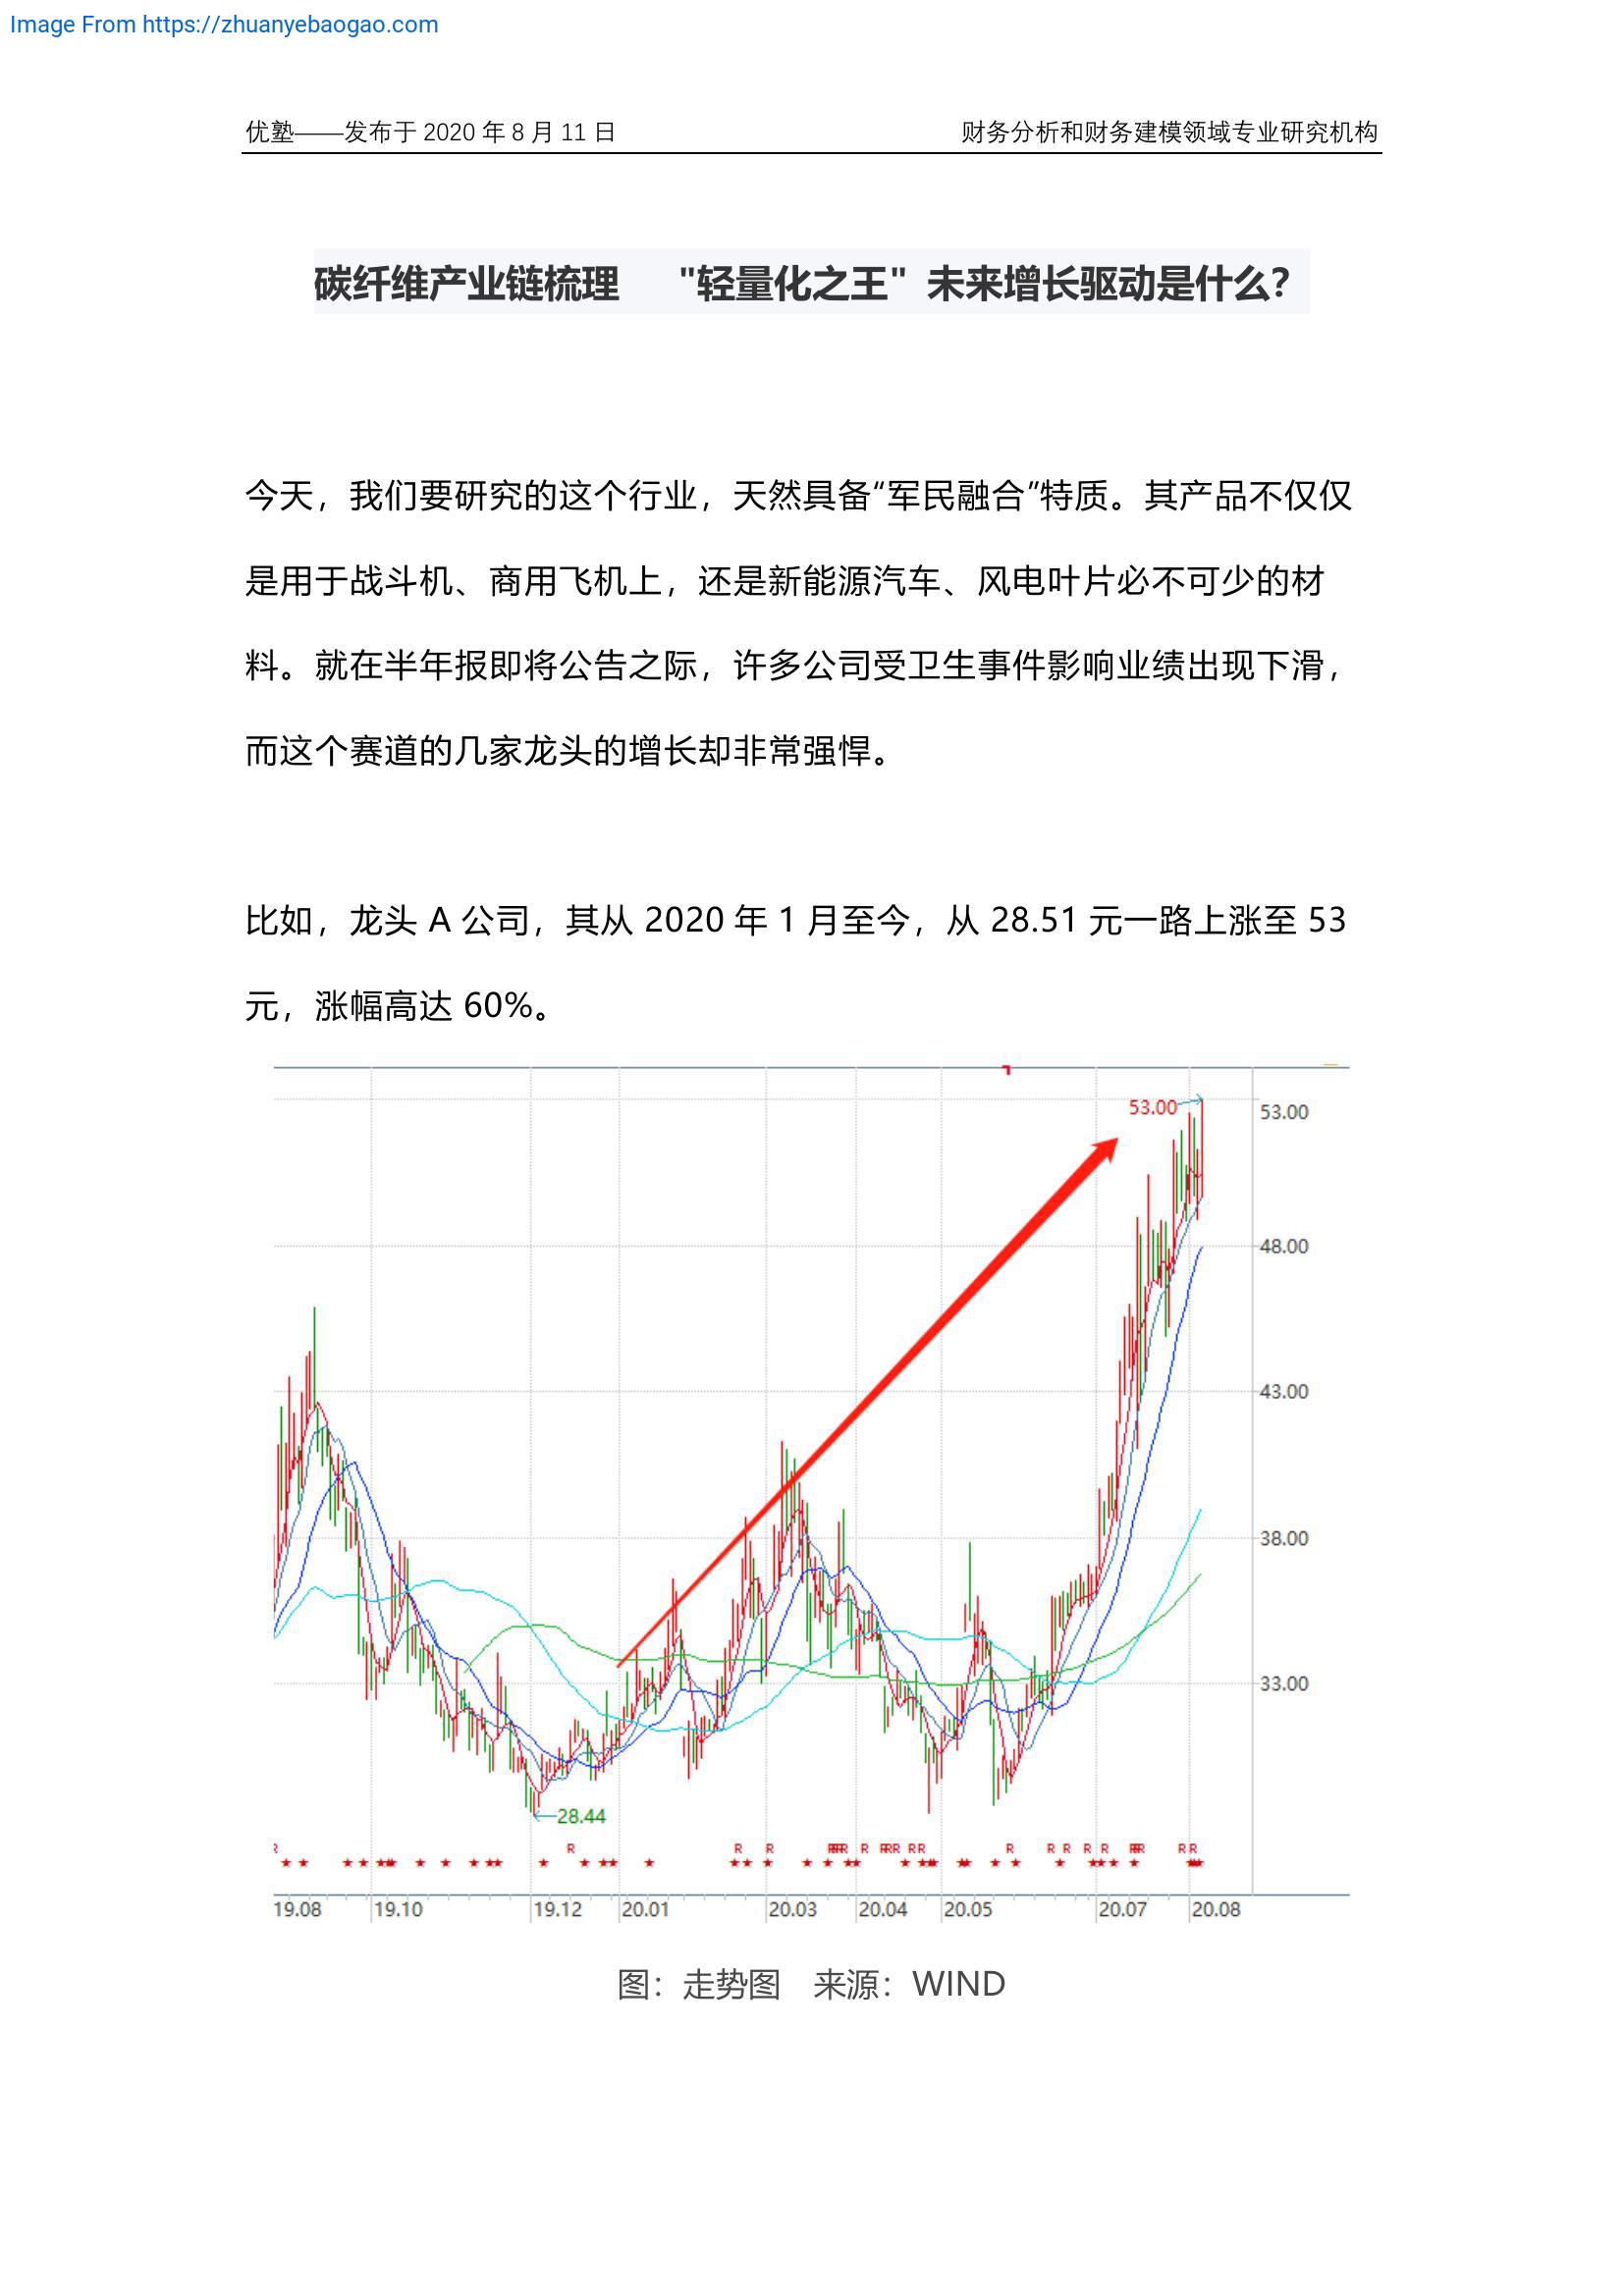 Image From https://zhuanyebaogao.com
优塾——发布于 2020 年 8 月 11 日
财务分析和财务建模领域专业研究机构
碳纤维产业链梳理 "轻量化之王" 未来增长驱动是什么？
今天，我们要研究的这个行业，天然具备“军民融合”特质。其产品不仅仅
是用于战斗机、商用飞机上，还是新能源汽车、风电叶片必不可少的材
料。就在半年报即将公告之际，许多公司受卫生事件影响业绩出现下滑，
而这个赛道的几家龙头的增长却非常强悍。
比如，龙头 A 公司，其从 2020 年 1 月至今，从 28.51 元一路上涨至 53
元，涨幅高达 60%。
53.00
53.00
48.00
43.00
38.00
33.00
28.44
19.08 19.10 19.12 20.01 20.03 20.04 20.05 20.07 20.08
图：走势图 来源：WIND